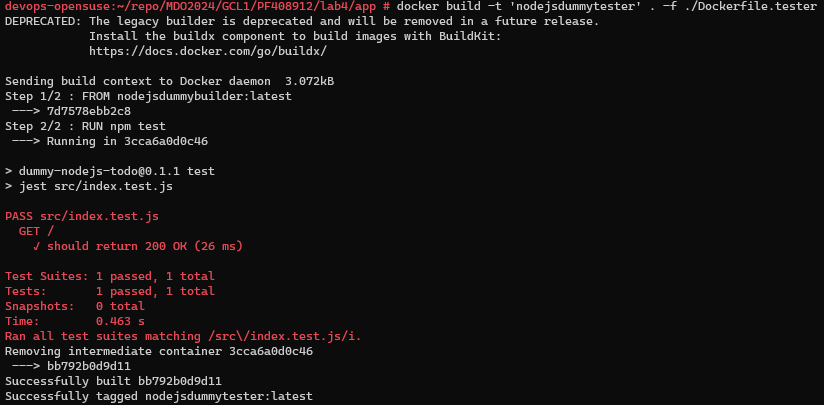 devops-opensuse:~/repo/MDO2024/GCL1/PF408912/lab4/app # docker build -t 'nodejsdummytester' . -f ./Dockerfile.tester
DEPRECATED: The legacy builder is deprecated and will be removed in a future release.
            Install the buildx component to build images with BuildKit:
            https://docs.docker.com/go/buildx/

Sending build context to Docker daemon  3.072kB
Step 1/2 : FROM nodejsdummybuilder:latest
 ---> 7d7578ebb2c8
Step 2/2 : RUN npm test
 ---> Running in 3cca6a0d0c46

> dummy-nodejs-todo@0.1.1 test
> jest src/index.test.js

PASS src/index.test.js
  GET /
    ✓ should return 200 OK (26 ms)

Test Suites: 1 passed, 1 total
Tests:       1 passed, 1 total
Snapshots:   0 total
Time:        0.463 s
Ran all test suites matching /src\/index.test.js/i.
Removing intermediate container 3cca6a0d0c46
 ---> bb792b0d9d11
Successfully built bb792b0d9d11
Successfully tagged nodejsdummytester:latest